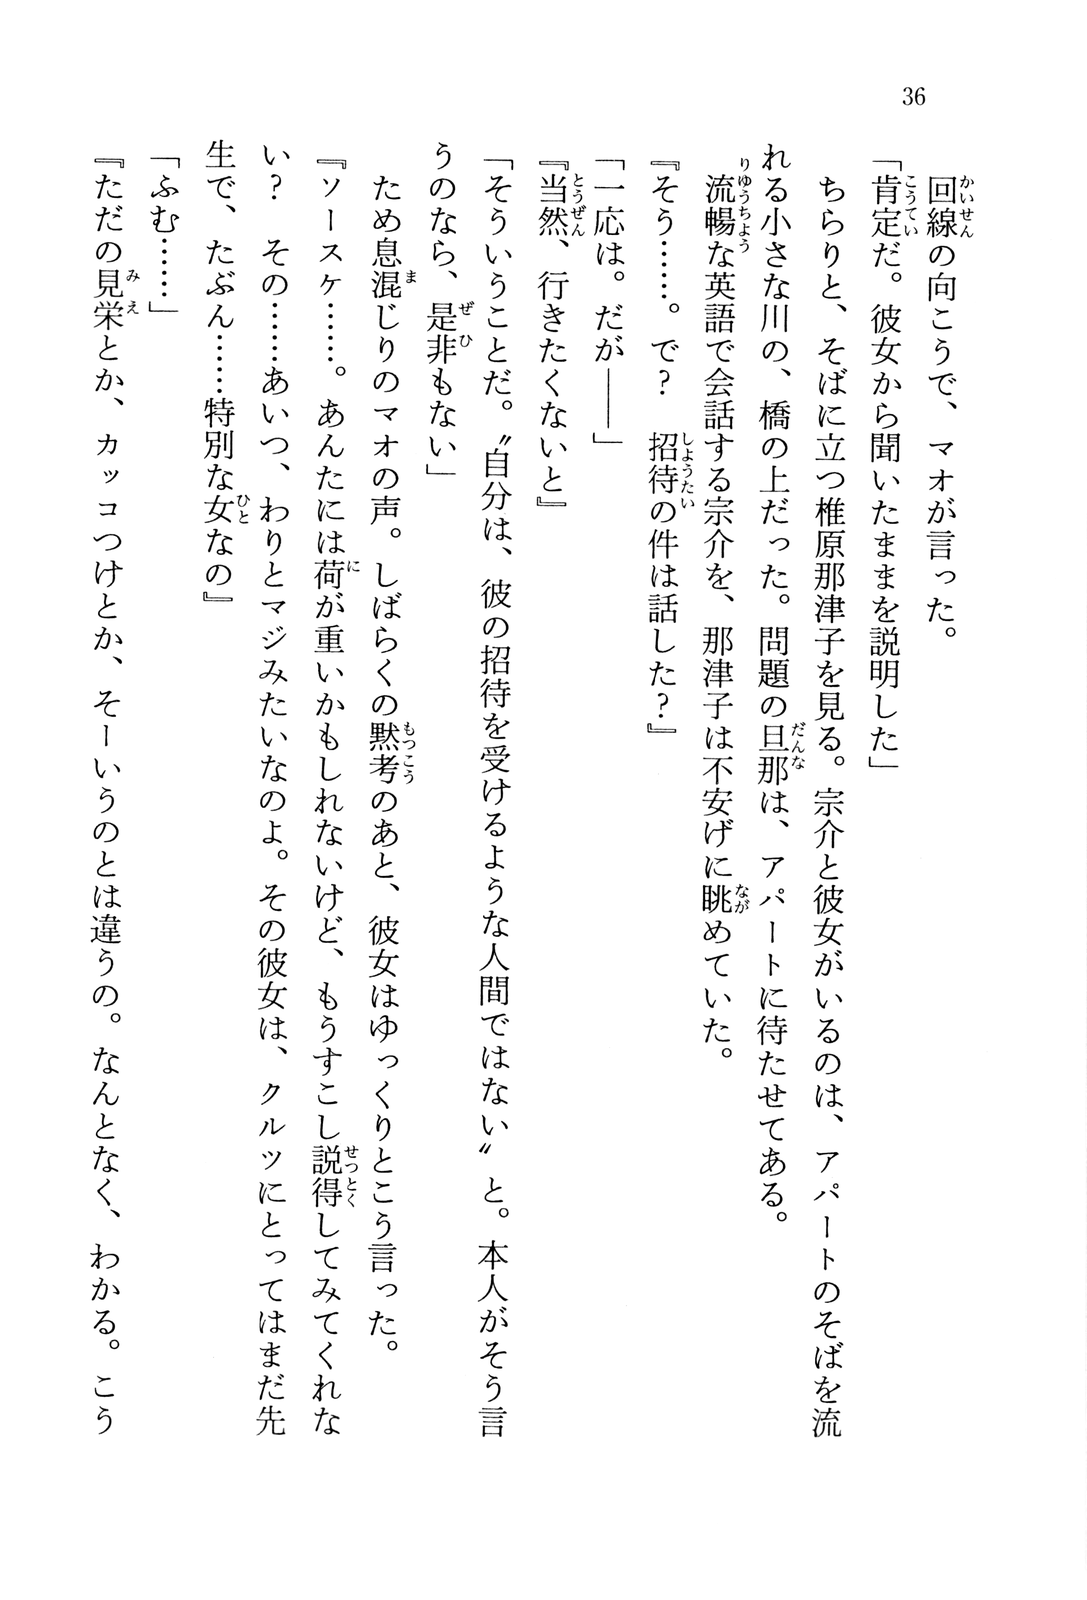 36
回線の向こうで、マオが言った。
「肯定だ。彼女から聞いたままを説明した」
ちらりと、そばに立つ椎原那津子を見る。宗介と彼女がいるのは、アパートのそばを流
れる小さな川の、橋の上だった。問題の旦那は、アパートに待たせてある。
流暢な英語で会話する宗介を、那津子は不安げに眺めていた。
『そう……。で？　招待の件は話した？』
「一応は。だが――」
『当然、行きたくないと』
「そういうことだ。〝自分は、彼の招待を受けるような人間ではない〟と。本人がそう言
うのなら、是非もない」
ため息混じりのマオの声。しばらくの黙考のあと、彼女はゆっくりとこう言った。
『ソースケ……。あんたには荷が重いかもしれないけど、もうすこし説得してみてくれな
い？　その……あいつ、わりとマジみたいなのよ。その彼女は、クルツにとってはまだ先
生で、たぶん……特別な女なの』
「ふむ……」
『ただの見栄とか、カッコつけとか、そーいうのとは違うの。なんとなく、わかる。こう